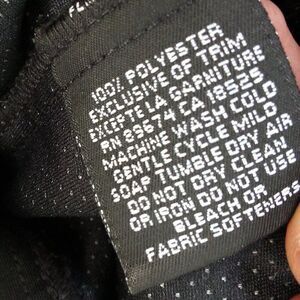 100% POLYESTER
EXCLUSIVE OF TRIM
EXCEPTE LA GARNITURE
RN 89674 CA 18525
MACHINE WASH COLD
GENTLE CYCLE MILD
SOAP TUMBLE DRY AIR
DO NOT DRY CLEAN
OR IRON DO NOT USE
BLEACH OR
FABRIC SOFTENERS